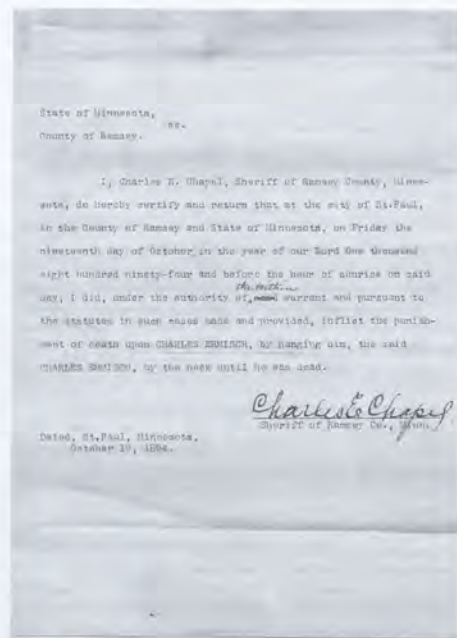 State of Minnesota,
ss.
County of Ramsey.
I, Charles E. Chapel, Sheriff of Ramsey County, Minne-
sota, do hereby certify and return that at the city of St.Paul,
in the County of Ramsey and State of Minnesota, on Friday the
nineteenth day of October in the year of our Lord One thousand
eight hundred ninety-four and before the hour of sunrise on said
day, I did, under the authority of the within warrant and pursuant to
the statutes in such cases made and provided, inflict the punish-
ment of death upon CHARLES ERMISCH, by hanging him, the said
CHARLES ERMISCH, by the neck until he was dead.
Charles E Chapel
Sheriff of Ramsey Co., Minn.
Dated, St.Paul, Minnesota,
October 19, 1894.